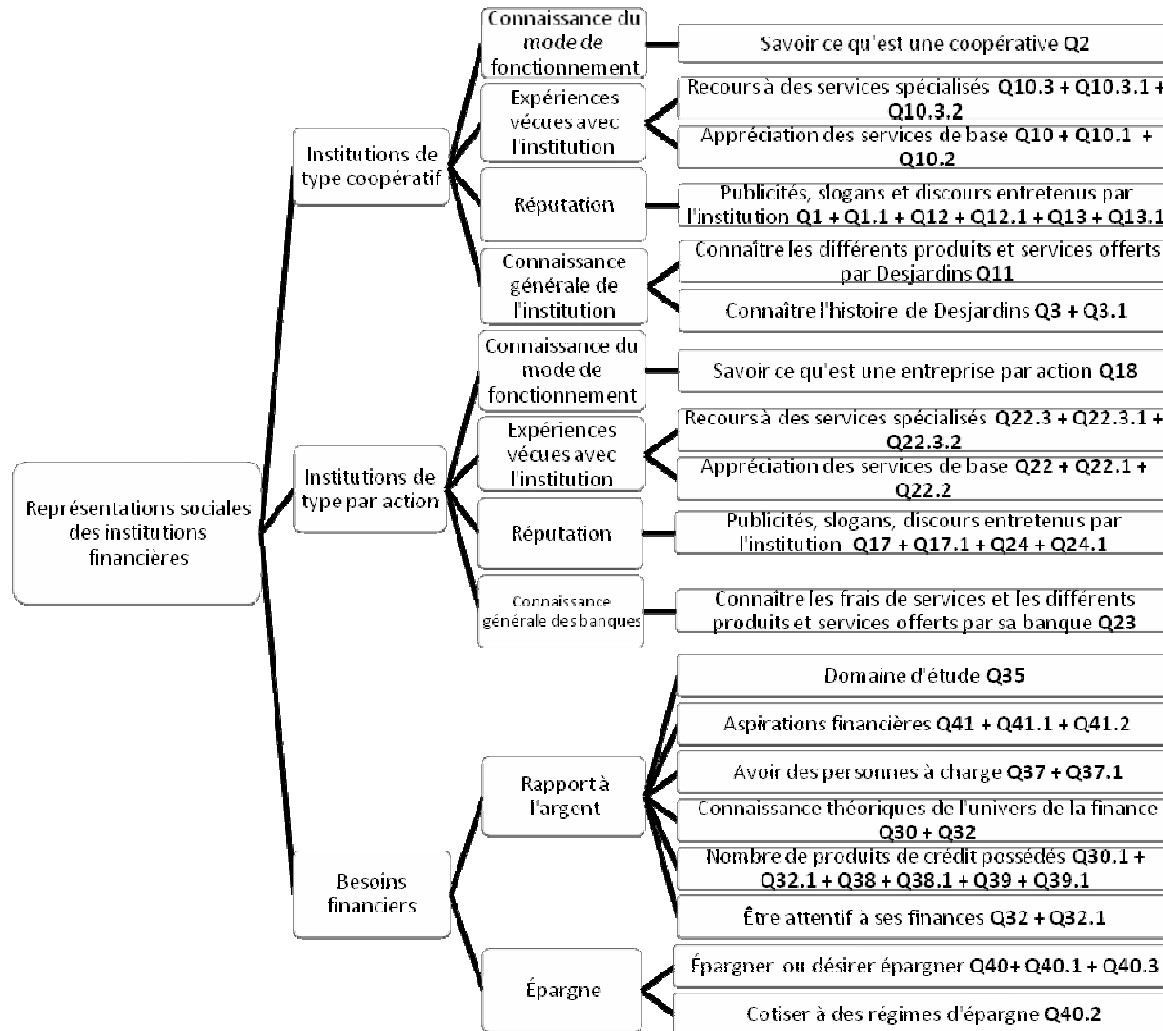 Représentations sociales
des institutions
financières
Institutions de
type coopératif
Connaissance du
mode de
fonctionnement
Savoir ce qu'est une coopérative Q2
Expériences
vécues avec
l'institution
Recours à des services spécialisés Q10.3 + Q10.3.1 +
Q10.3.2
Appréciation des services de base Q10 + Q10.1 +
Q10.2
Réputation
Publicités, slogans et discours entretenus par
l'institution Q1 + Q1.1 + Q12 + Q12.1 + Q13 + Q13.1
Connaissance
générale de
l'institution
Connaître les différents produits et services offerts
par Desjardins Q11
Connaître l'histoire de Desjardins Q3 + Q3.1
Institutions de
type par action
Connaissance du
mode de
fonctionnement
Savoir ce qu'est une entreprise par action Q18
Expériences
vécues avec
l'institution
Recours à des services spécialisés Q22.3 + Q22.3.1 +
Q22.3.2
Appréciation des services de base Q22 + Q22.1 +
Q22.2
Réputation
Publicités, slogans, discours entretenus par
l'institution Q17 + Q17.1 + Q24 + Q24.1
Connaissance
générale des banques
Connaître les frais de services et les différents
produits et services offerts par sa banque Q23
Besoins
financiers
Rapport à
l'argent
Domaine d'étude Q35
Aspirations financières Q41 + Q41.1 + Q41.2
Avoir des personnes à charge Q37 + Q37.1
Connaissance théoriques de l'univers de la finance
Q30 + Q32
Nombre de produits de crédit possédés Q30.1 +
Q32.1 + Q38 + Q38.1 + Q39 + Q39.1
Être attentif à ses finances Q32 + Q32.1
Épargne
Épargner ou désirer épargner Q40+ Q40.1 + Q40.3
Cotiser à des régimes d'épargne Q40.2